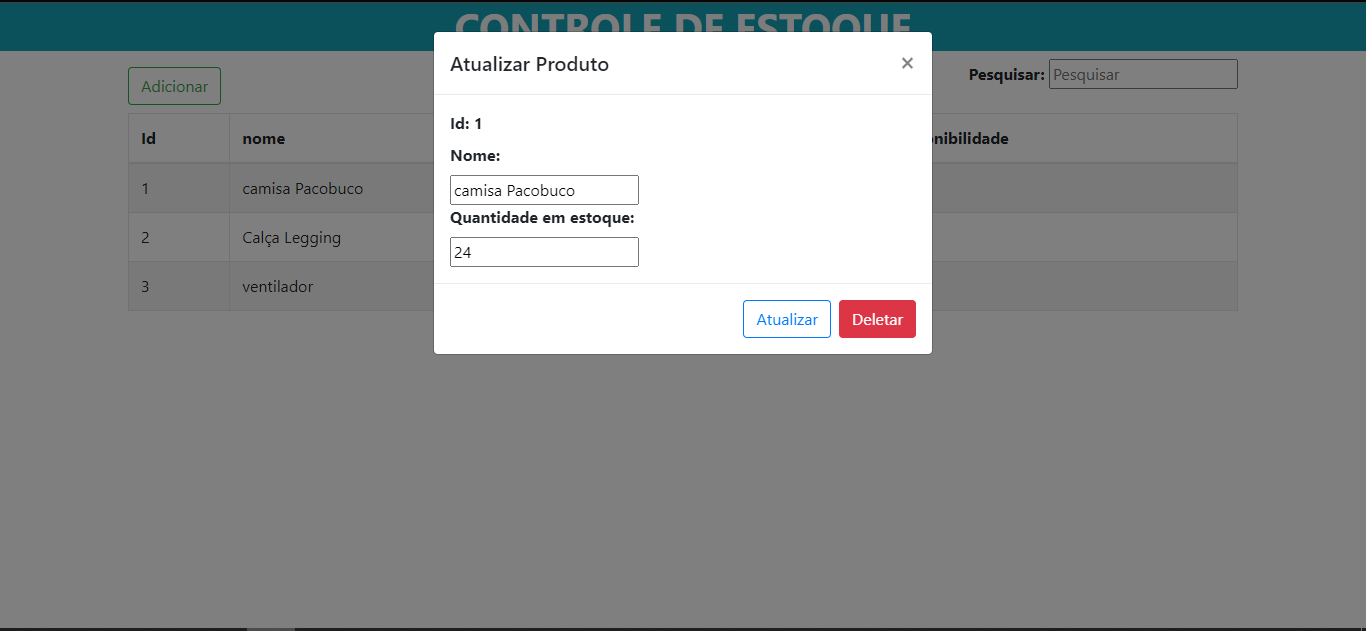 CONTROLE DE ESTOQUE
Atualizar Produto ×
Adicionar
Pesquisar: Pesquisar
Id: 1
Id nome nibilidade
Nome:
1 camisa Pacobuco
camisa Pacobuco
Quantidade em estoque:
2 Calça Legging
24
3 ventilador
Atualizar Deletar